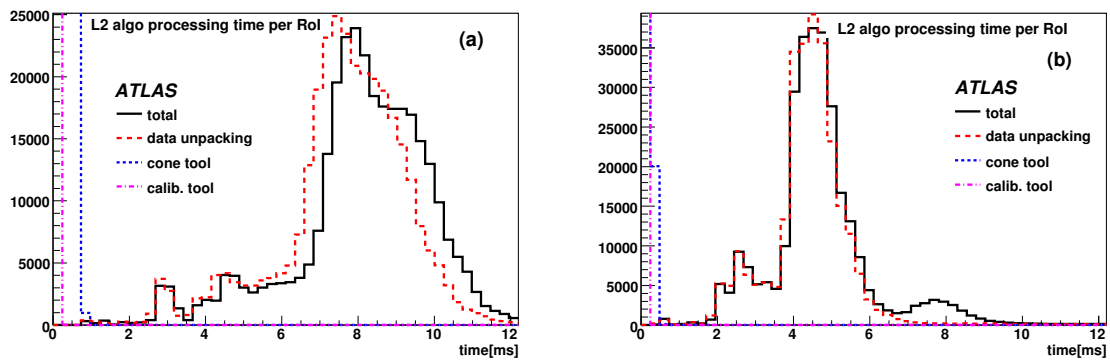 L2 algo processing time per RoI
(a)
ATLAS
total
data unpacking
cone tool
calib. tool
25000
20000
15000
10000
5000
0
0 2 4 6 8 10 12
time[ms]
L2 algo processing time per RoI
(b)
ATLAS
total
data unpacking
cone tool
calib. tool
35000
30000
25000
20000
15000
10000
5000
0
0 2 4 6 8 10 12
time[ms]